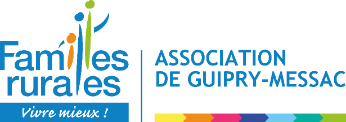 Familles
rurales
Vivre mieux !
ASSOCIATION
DE GUIPRY-MESSAC